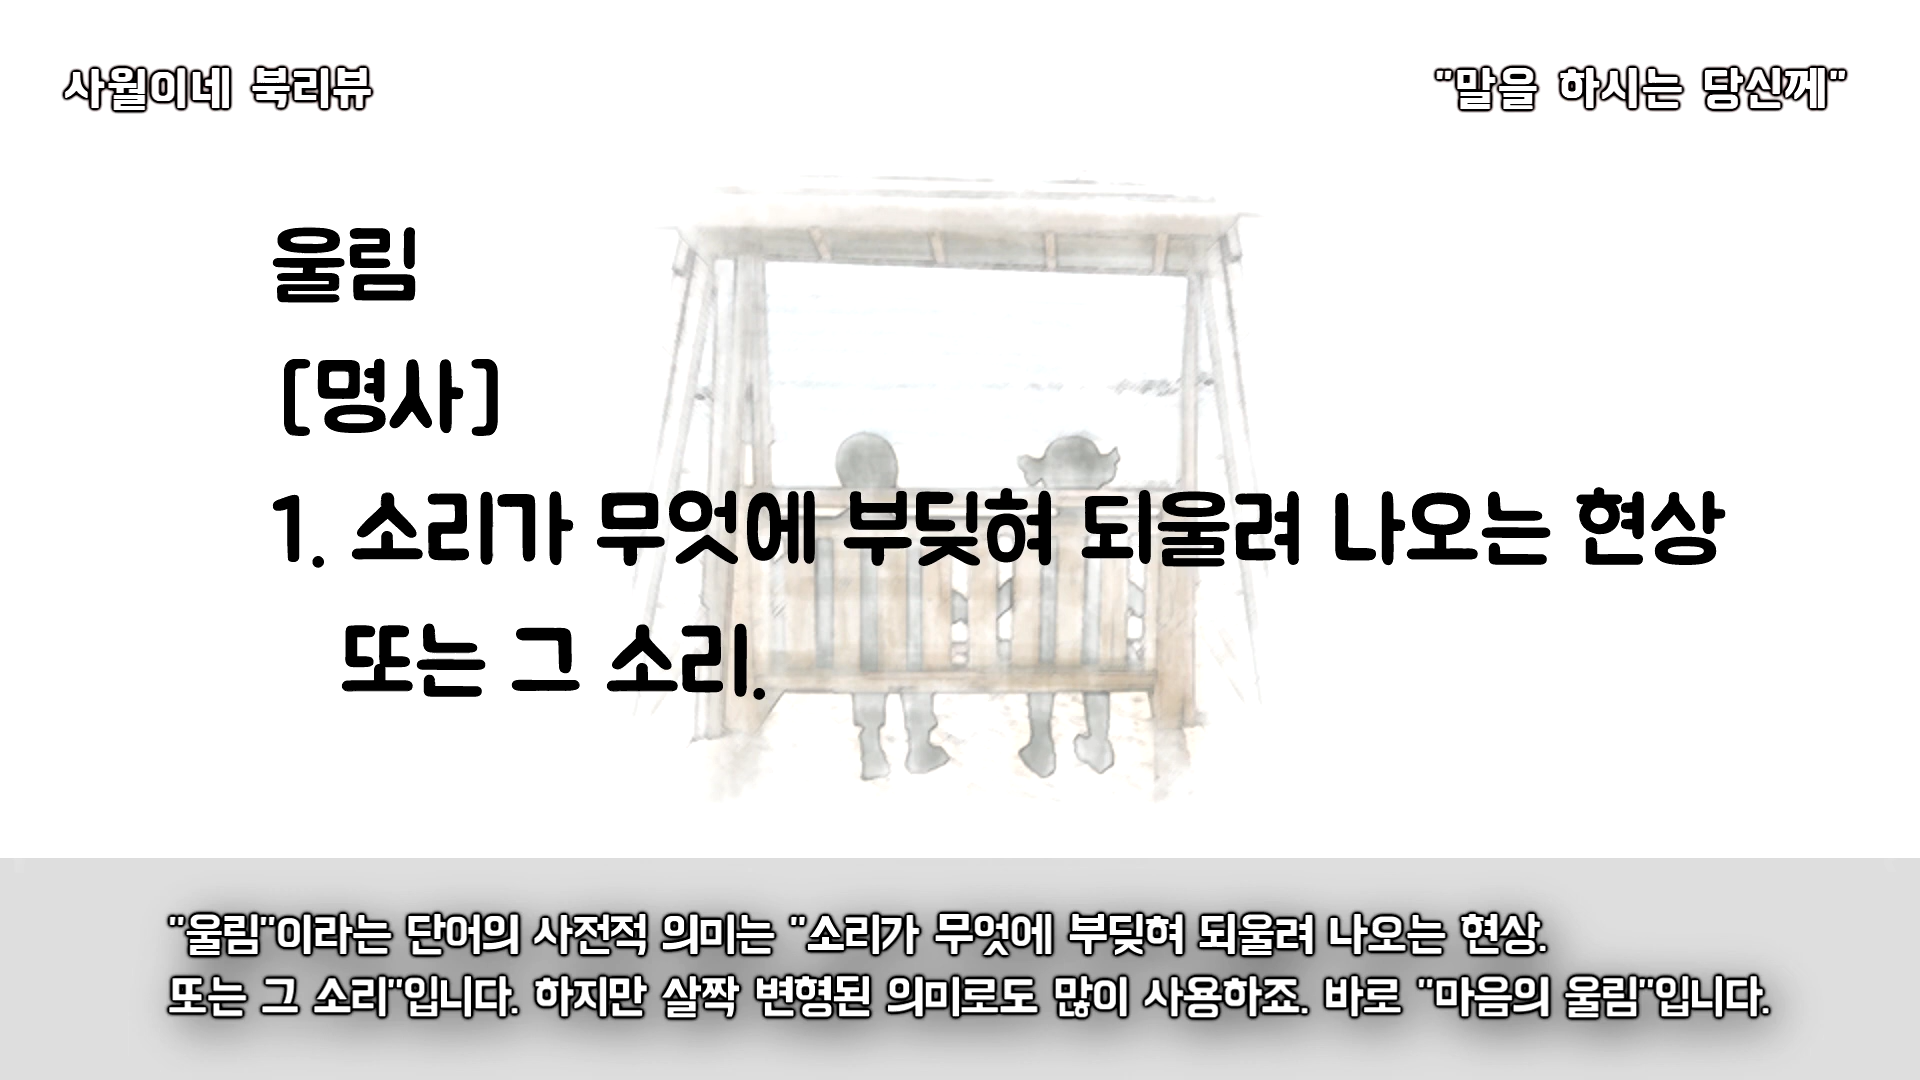 사월이네 북리뷰
"말을 하시는 당신께"
울림
[명사]
1. 소리가 무엇에 부딪혀 되울려 나오는 현상
또는 그 소리.
"울림"이라는 단어의 사전적 의미는 "소리가 무엇에 부딪혀 되울려 나오는 현상.
또는 그 소리"입니다. 하지만 살짝 변형된 의미로도 많이 사용하죠. 바로 "마음의 울림"입니다.